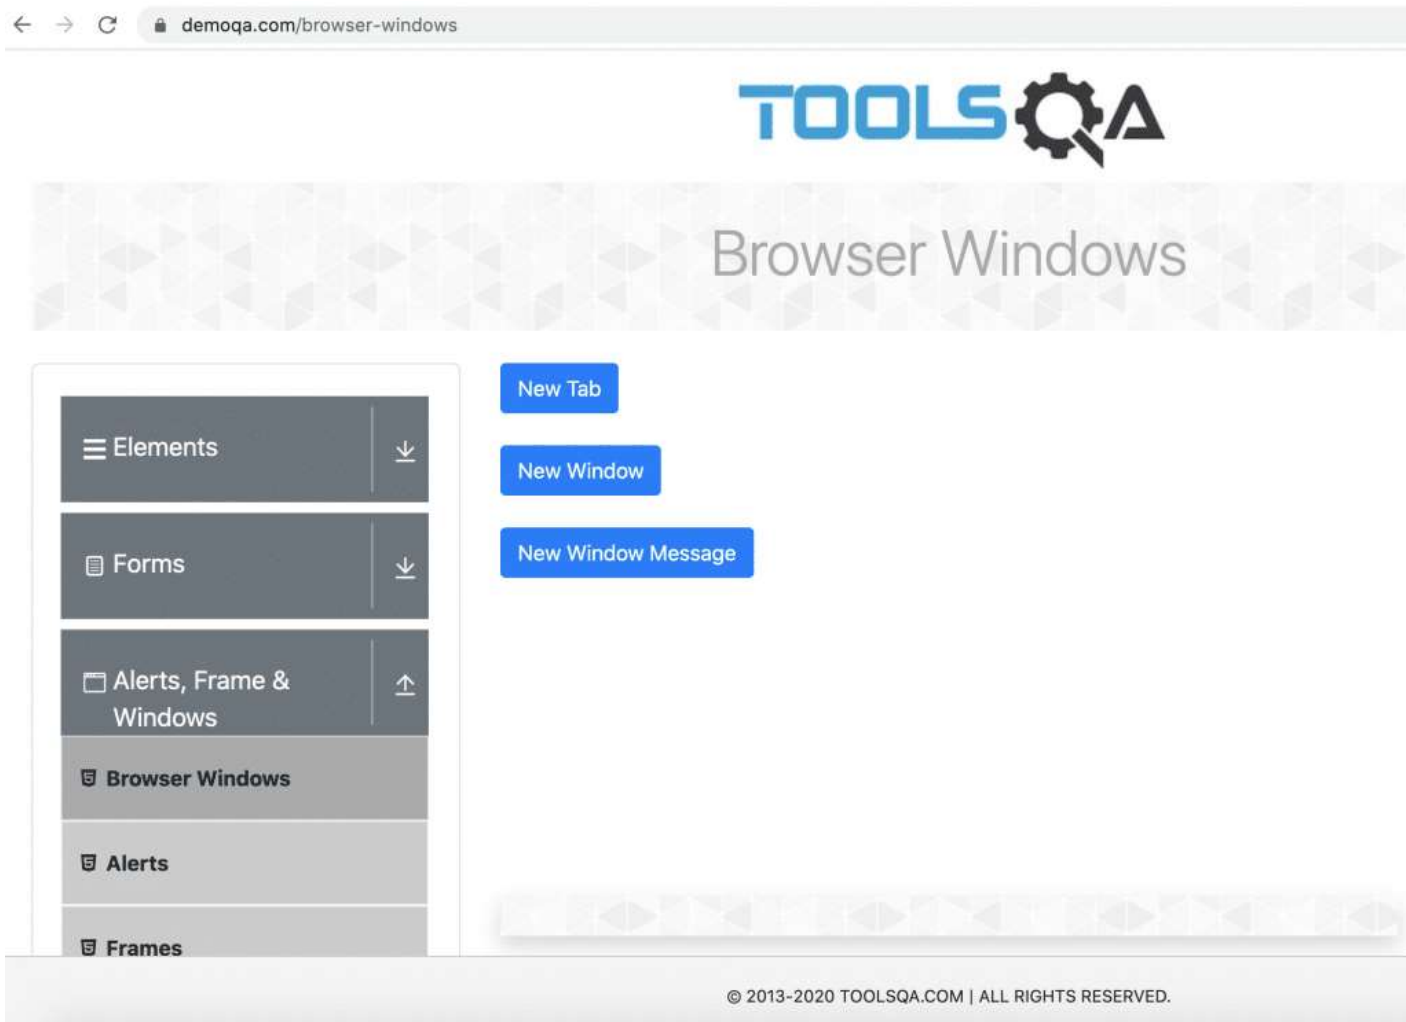 demoqa.com/browser-windows
TOOLSQA
Browser Windows
New Tab
New Window
New Window Message
Elements
Forms
Alerts, Frame &
Windows
Browser Windows
Alerts
Frames
© 2013-2020 TOOLSQA.COM | ALL RIGHTS RESERVED.